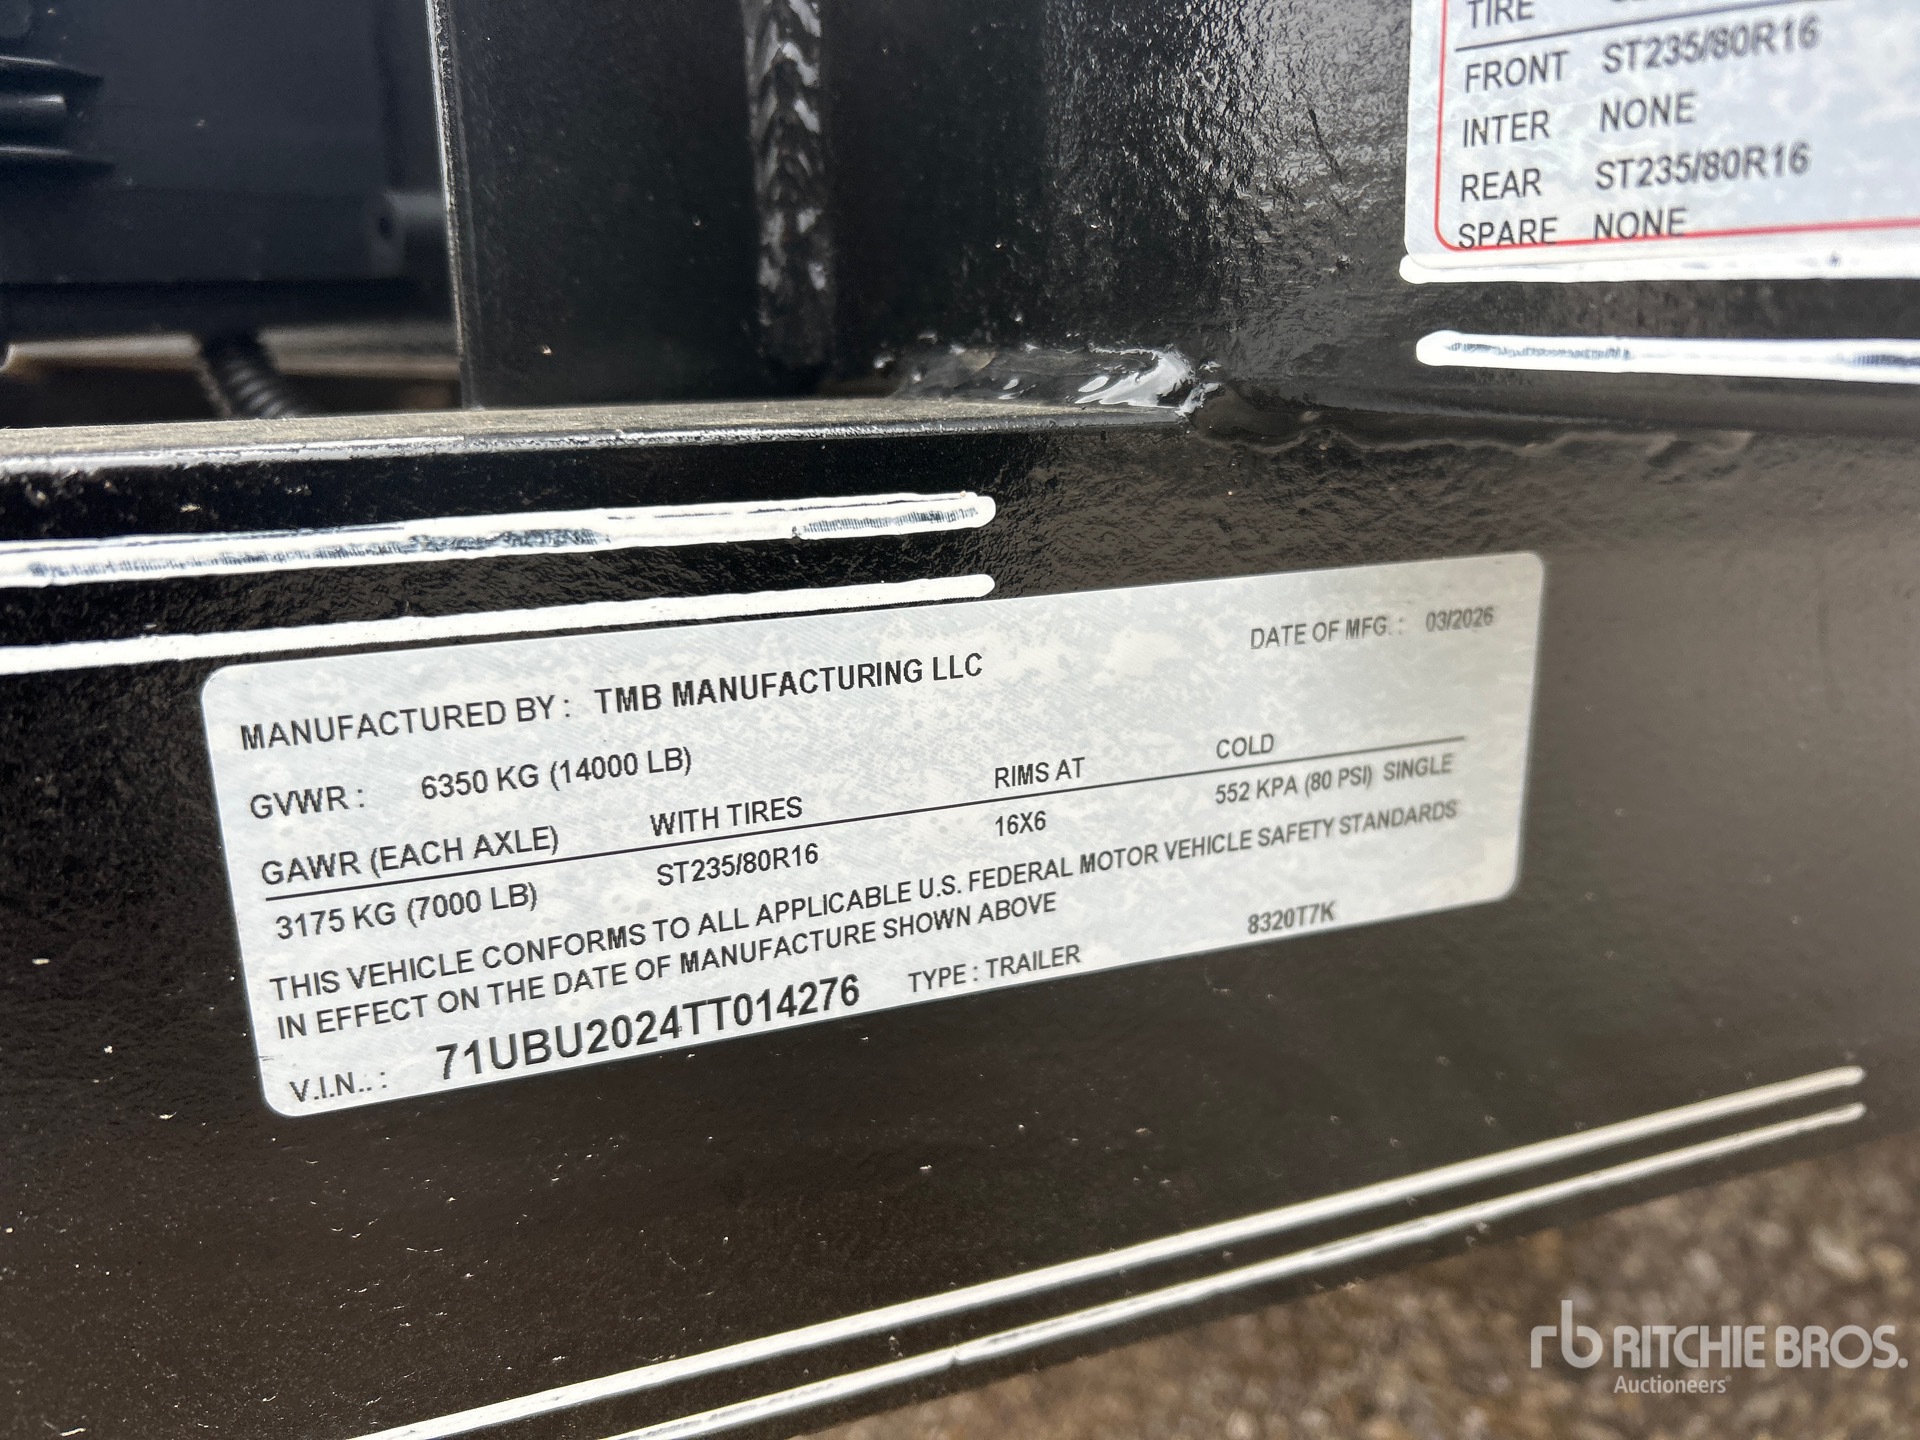 TIRE
FRONT ST235/80R16
INTER NONE
REAR ST235/80R16
SPARE NONE
DATE OF MFG. : 03/2026
MANUFACTURED BY : TMB MANUFACTURING LLC
GVWR : 6350 KG (14000 LB)
GAWR (EACH AXLE) WITH TIRES RIMS AT COLD
3175 KG (7000 LB) ST235/80R16 16X6 552 KPA (80 PSI) SINGLE
THIS VEHICLE CONFORMS TO ALL APPLICABLE U.S. FEDERAL MOTOR VEHICLE SAFETY STANDARDS
IN EFFECT ON THE DATE OF MANUFACTURE SHOWN ABOVE
V.I.N.. : 71UBU2024TT014276 TYPE : TRAILER 8320T7K
rb RITCHIE BROS.
Auctioneers